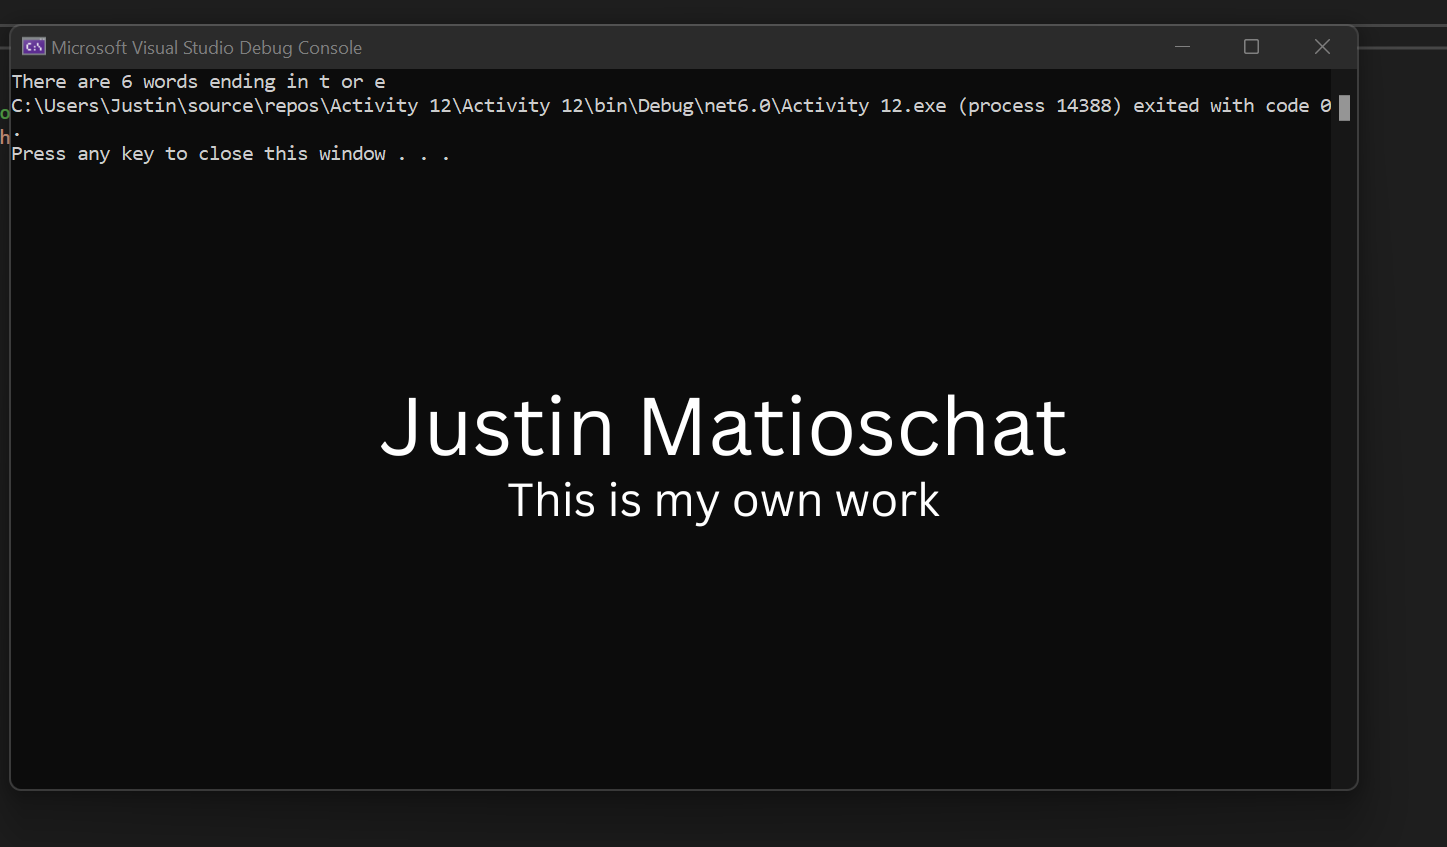 Microsoft Visual Studio Debug Console
There are 6 words ending in t or e
C:\Users\Justin\source\repos\Activity 12\Activity 12\bin\Debug\net6.0\Activity 12.exe (process 14388) exited with code 0
.
Press any key to close this window . . .
Justin Matioschat
This is my own work